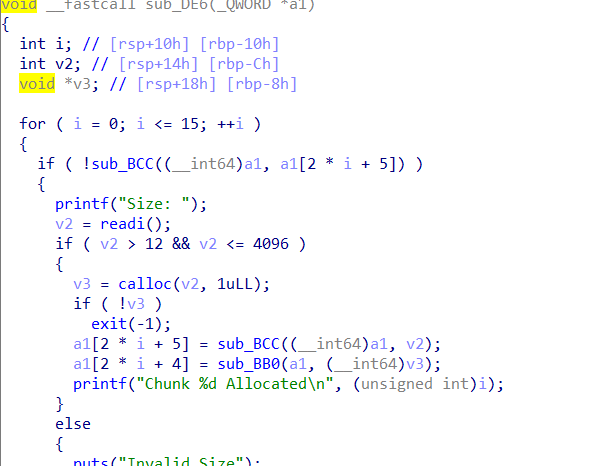 void __fastcall sub_DE6(_QWORD *a1)
{
  int i; // [rsp+10h] [rbp-10h]
  int v2; // [rsp+14h] [rbp-Ch]
  void *v3; // [rsp+18h] [rbp-8h]

  for ( i = 0; i <= 15; ++i )
  {
    if ( !sub_BCC((__int64)a1, a1[2 * i + 5]) )
    {
      printf("Size: ");
      v2 = readi();
      if ( v2 > 12 && v2 <= 4096 )
      {
        v3 = calloc(v2, 1uLL);
        if ( !v3 )
          exit(-1);
        a1[2 * i + 5] = sub_BCC((__int64)a1, v2);
        a1[2 * i + 4] = sub_BB0(a1, (__int64)v3);
        printf("Chunk %d Allocated\n", (unsigned int)i);
      }
      else
      {
        puts("Invalid Size");